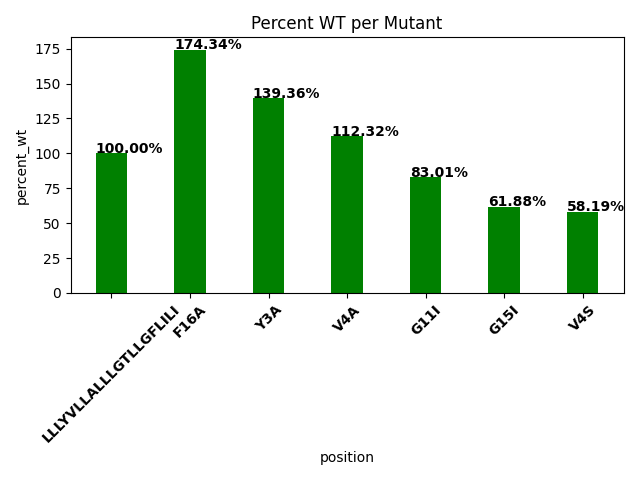 Percent WT per Mutant
percent_wt
175
150
125
100
75
50
25
0
100.00%
174.34%
139.36%
112.32%
83.01%
61.88%
58.19%
LLLYVLLALLLGTLLGFLILI
F16A
Y3A
V4A
G11I
G15I
V4S
position